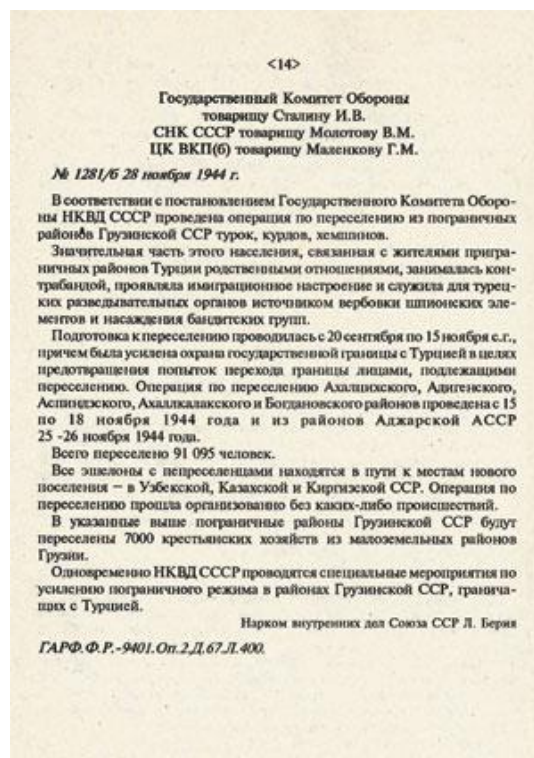 <14>
Государственный Комитет Обороны
товарищу Сталину И.В.
СНК СССР товарищу Молотову В.М.
ЦК ВКП(б) товарищу Маленкову Г.М.
№ 1281/б 28 ноября 1944 г.
В соответствии с постановлением Государственного Комитета Оборо-
ны НКВД СССР проведена операция по переселению из пограничных
районов Грузинской ССР турок, курдов, хемшинов.
Значительная часть этого населения, связанная с жителями пригра-
ничных районов Турции родственными отношениями, занималась кон-
трабандой, проявляла имиграционное настроение и служила для турец-
ких разведывательных органов источником вербовки шпионских эле-
ментов и насаждения бандитских групп.
Подготовка к переселению проводилась с 20 сентября по 15 ноября с.г.,
причем была усилена охрана государственной границы с Турцией в целях
предотвращения попыток перехода границы лицами, подлежащими
переселению. Операция по переселению Ахалцихского, Адигенского,
Аспиндзского, Ахаллкалакского и Богдановского районов проведена с 15
по 18 ноября 1944 года и из районов Аджарской АССР
25 -26 ноября 1944 года.
Всего переселено 91 095 человек.
Все эшелоны с пепреселенцами находятся в пути к местам нового
поселения – в Узбекской, Казахской и Киргизской ССР. Операция по
переселению прошла организованно без каких-либо происшествий.
В указанные выше пограничные районы Грузинской ССР будут
переселены 7000 крестьянских хозяйств из малоземельных районов
Грузии.
Одновременно НКВД СССР проводятся специальные мероприятия по
усилению пограничного режима в районах Грузинской ССР, гранича-
щих с Турцией.
Нарком внутренних дел Союза ССР Л. Берия
ГАРФ.Ф.Р.-9401.Оп.2,Д.67.Л.400.